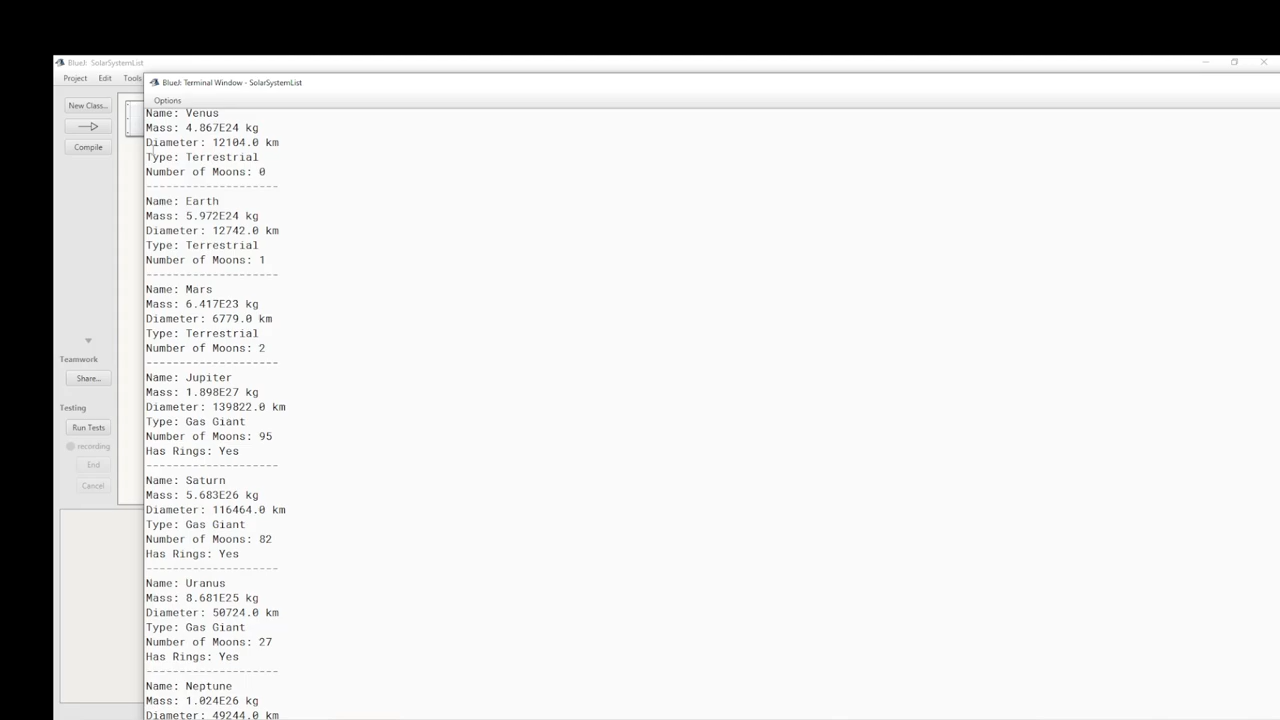 BlueJ: SolarSystemList
Project Edit Tools
BlueJ: Terminal Window - SolarSystemList
Options
New Class...
Compile
Teamwork
Share...
Testing
Run Tests
recording
End
Cancel
Name: Venus
Mass: 4.867E24 kg
Diameter: 12104.0 km
Type: Terrestrial
Number of Moons: 0
--------------------
Name: Earth
Mass: 5.972E24 kg
Diameter: 12742.0 km
Type: Terrestrial
Number of Moons: 1
--------------------
Name: Mars
Mass: 6.417E23 kg
Diameter: 6779.0 km
Type: Terrestrial
Number of Moons: 2
--------------------
Name: Jupiter
Mass: 1.898E27 kg
Diameter: 139822.0 km
Type: Gas Giant
Number of Moons: 95
Has Rings: Yes
--------------------
Name: Saturn
Mass: 5.683E26 kg
Diameter: 116464.0 km
Type: Gas Giant
Number of Moons: 82
Has Rings: Yes
--------------------
Name: Uranus
Mass: 8.681E25 kg
Diameter: 50724.0 km
Type: Gas Giant
Number of Moons: 27
Has Rings: Yes
--------------------
Name: Neptune
Mass: 1.024E26 kg
Diameter: 49244.0 km